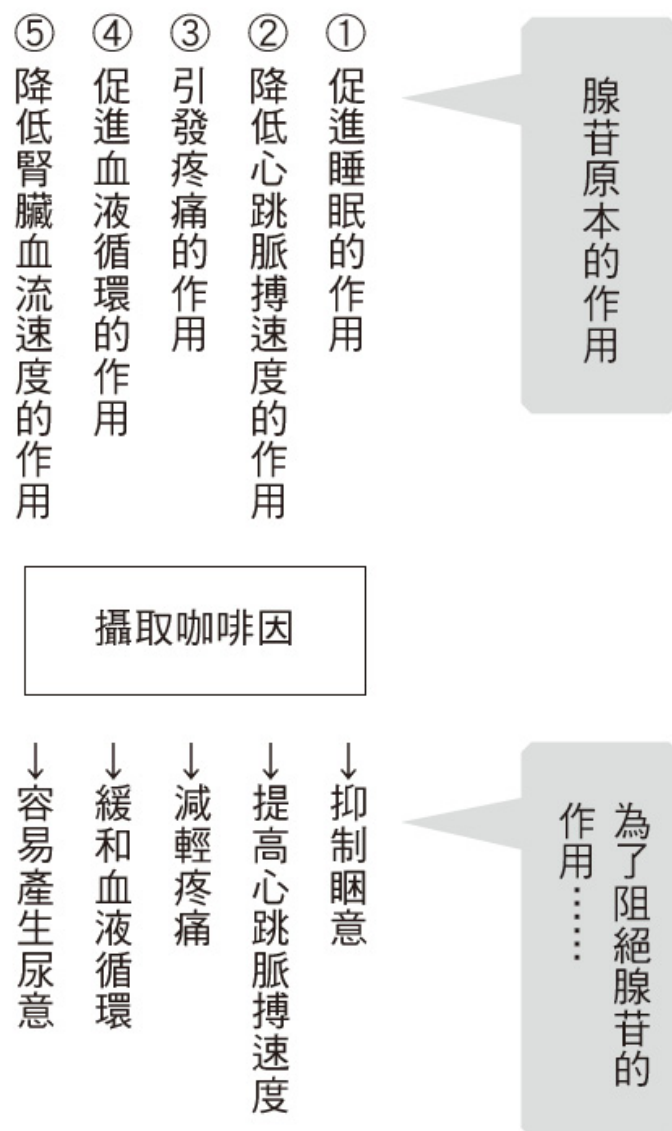 腺苷原本的作用
①促進睡眠的作用
②降低心跳脈搏速度的作用
③引發疼痛的作用
④促進血液循環的作用
⑤降低腎臟血流速度的作用
攝取咖啡因
為了阻絕腺苷的
作用……
→抑制睏意
→提高心跳脈搏速度
→減輕疼痛
→緩和血液循環
→容易產生尿意